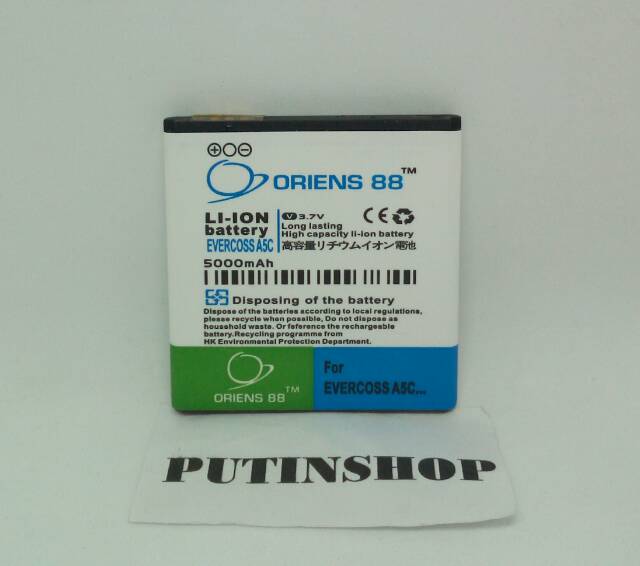 ORIENS 88™
LI-ION
battery
EVERCOSS A5C
V 3.7V
Long lasting
High capacity li-ion battery
高容量リチウムイオン電池
5000mAh
Disposing of the battery
Dispose of the batteries according to local regulations,
please recycle when possible, Do not dispose as
household waste. Or reference the rechargeable
battery.Recycling programme from
HK Environmental Protection Department.
ORIENS 88™
For
EVERCOSS A5C...
PUTINSHOP